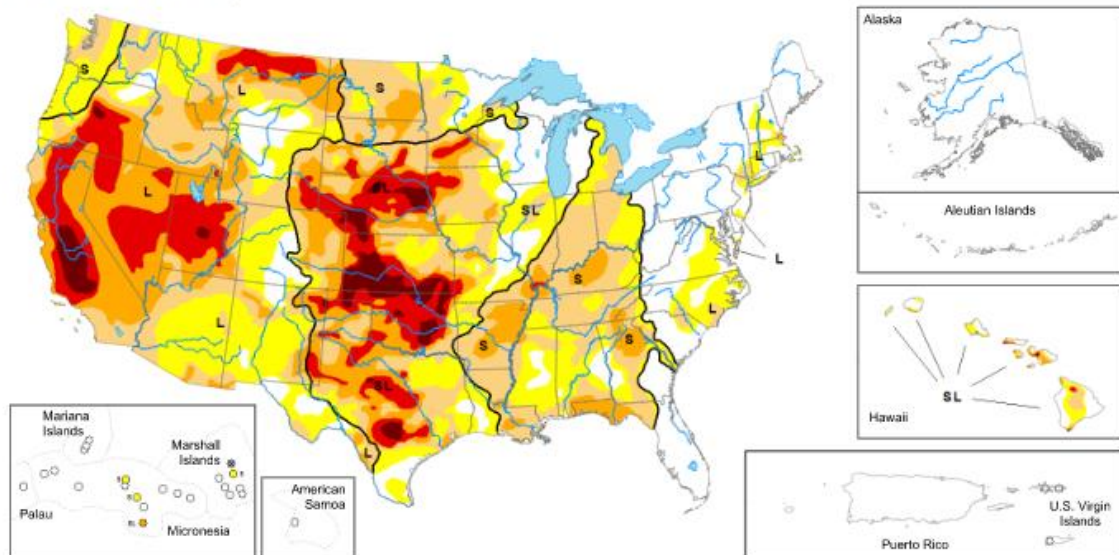 Alaska
Aleutian Islands
S
L
S
S
L
SL
L
L
S
L
S
S
L
L
SL
L
SL
Hawaii
Mariana
Islands
Marshall
Islands
Palau
Micronesia
American
Samoa
U.S. Virgin
Islands
Puerto Rico